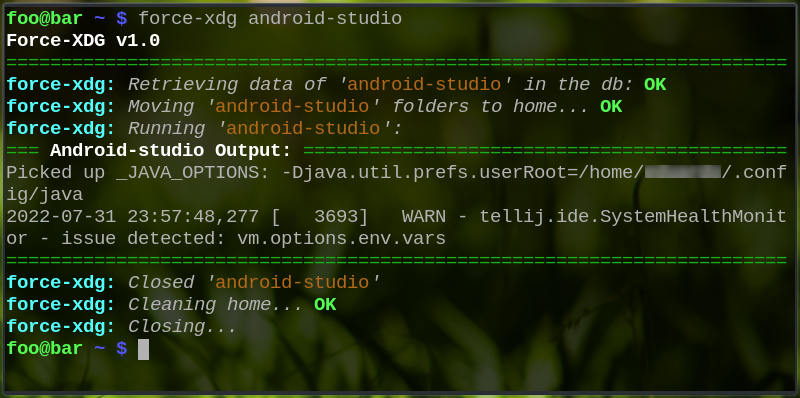 foo@bar ~ $ force-xdg android-studio
Force-XDG v1.0
=======================================================================
force-xdg: Retrieving data of 'android-studio' in the db: OK
force-xdg: Moving 'android-studio' folders to home... OK
force-xdg: Running 'android-studio':
=== Android-studio Output: ============================================
Picked up _JAVA_OPTIONS: -Djava.util.prefs.userRoot=/home/ /.conf
ig/java
2022-07-31 23:57:48,277 [   3693]   WARN - tellij.ide.SystemHealthMonit
or - issue detected: vm.options.env.vars
=======================================================================
force-xdg: Closed 'android-studio'
force-xdg: Cleaning home... OK
force-xdg: Closing...
foo@bar ~ $